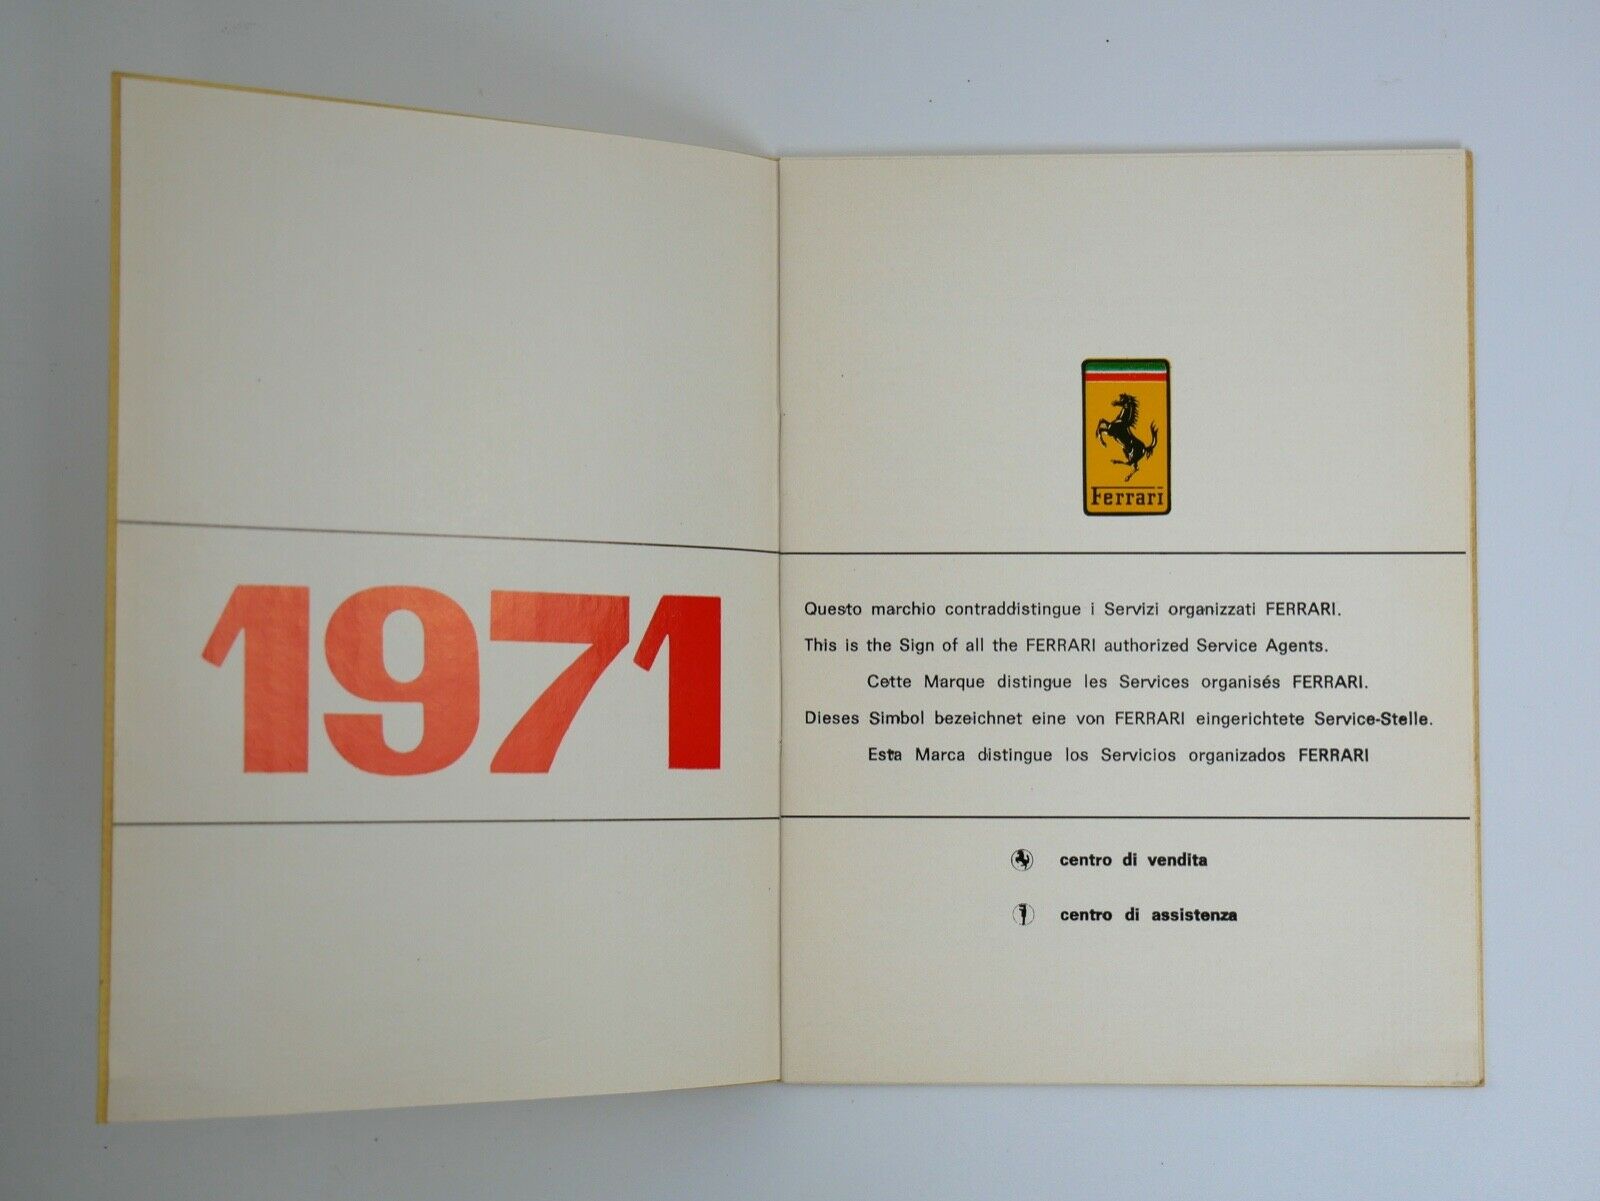 1971
Ferrari
Questo marchio contraddistingue i Servizi organizzati FERRARI.
This is the Sign of all the FERRARI authorized Service Agents.
Cette Marque distingue les Services organisés FERRARI.
Dieses Simbol bezeichnet eine von FERRARI eingerichtete Service-Stelle.
Esta Marca distingue los Servicios organizados FERRARI
centro di vendita
centro di assistenza